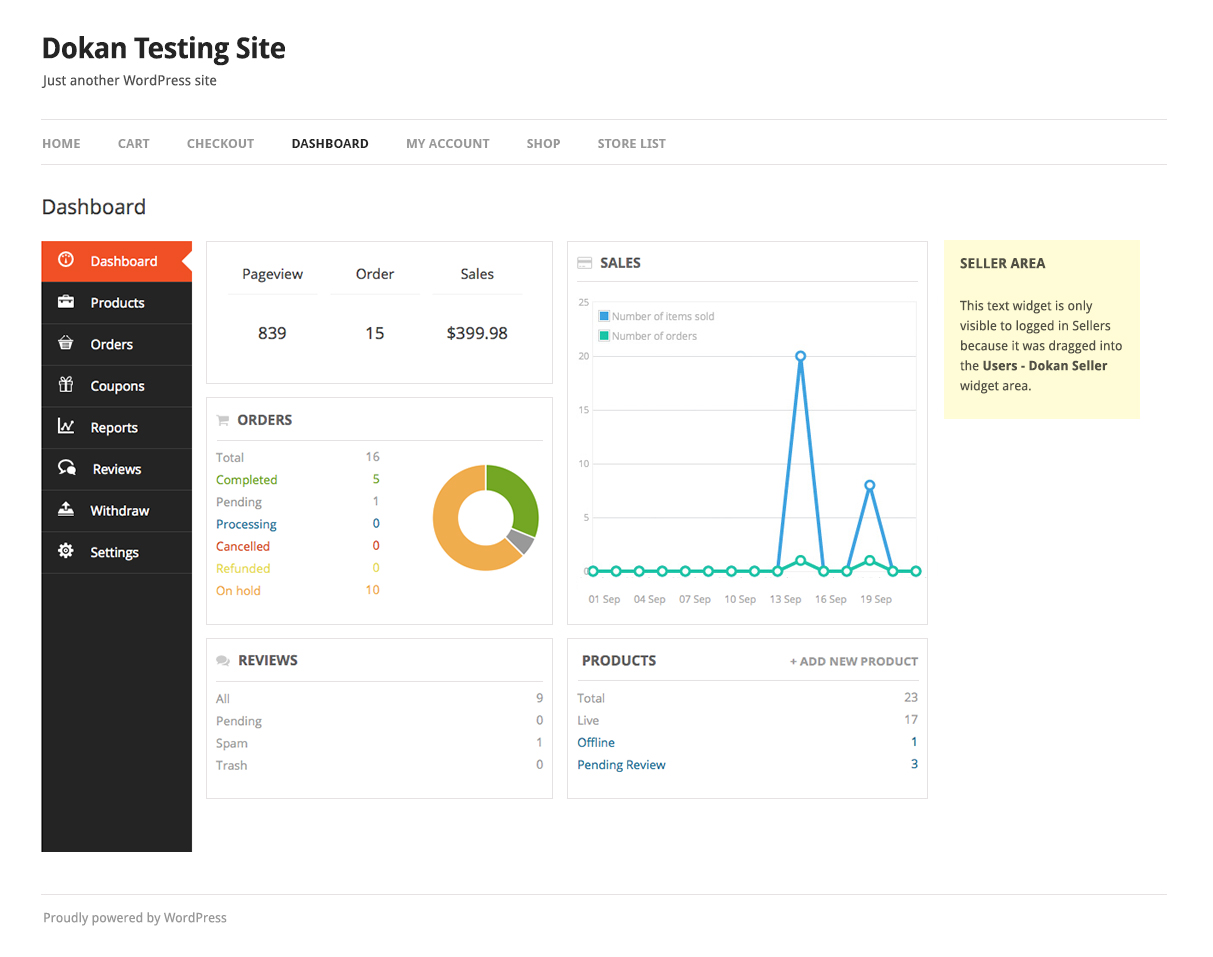 Dokan Testing Site
Just another WordPress site
HOME CART CHECKOUT DASHBOARD MY ACCOUNT SHOP STORE LIST
Dashboard
Dashboard
Products
Orders
Coupons
Reports
Reviews
Withdraw
Settings
Pageview Order Sales
839 15 $399.98
ORDERS
Total 16
Completed 5
Pending 1
Processing 0
Cancelled 0
Refunded 0
On hold 10
REVIEWS
All 9
Pending 0
Spam 1
Trash 0
SALES
25
Number of items sold
Number of orders
20
15
10
5
0
01 Sep 04 Sep 07 Sep 10 Sep 13 Sep 16 Sep 19 Sep
PRODUCTS + ADD NEW PRODUCT
Total 23
Live 17
Offline 1
Pending Review 3
SELLER AREA
This text widget is only
visible to logged in Sellers
because it was dragged into
the Users - Dokan Seller
widget area.
Proudly powered by WordPress